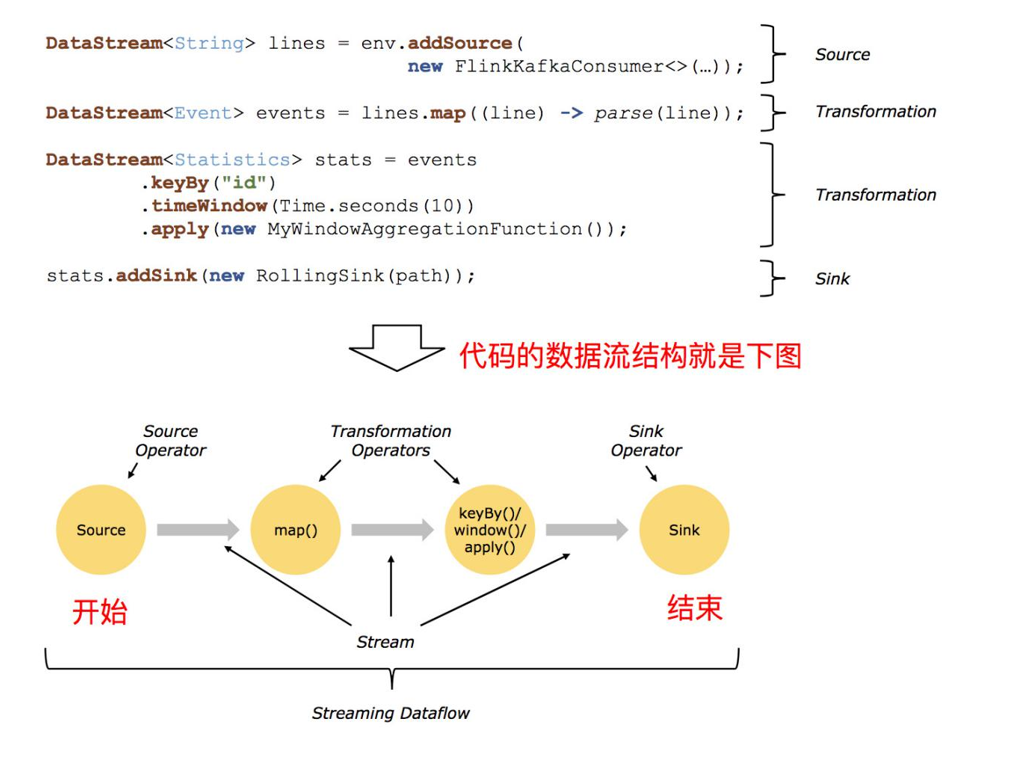 DataStream<String> lines = env.addSource(
new FlinkKafkaConsumer<>(…));
Source
DataStream<Event> events = lines.map((line) -> parse(line));
Transformation
DataStream<Statistics> stats = events
.keyBy("id")
.timeWindow(Time.seconds(10))
.apply(new MyWindowAggregationFunction());
Transformation
stats.addSink(new RollingSink(path));
Sink
代码的数据流结构就是下图
Source
Operator
Transformation
Operators
Sink
Operator
Source
map()
keyBy()/
window()/
apply()
Sink
开始
结束
Stream
Streaming Dataflow